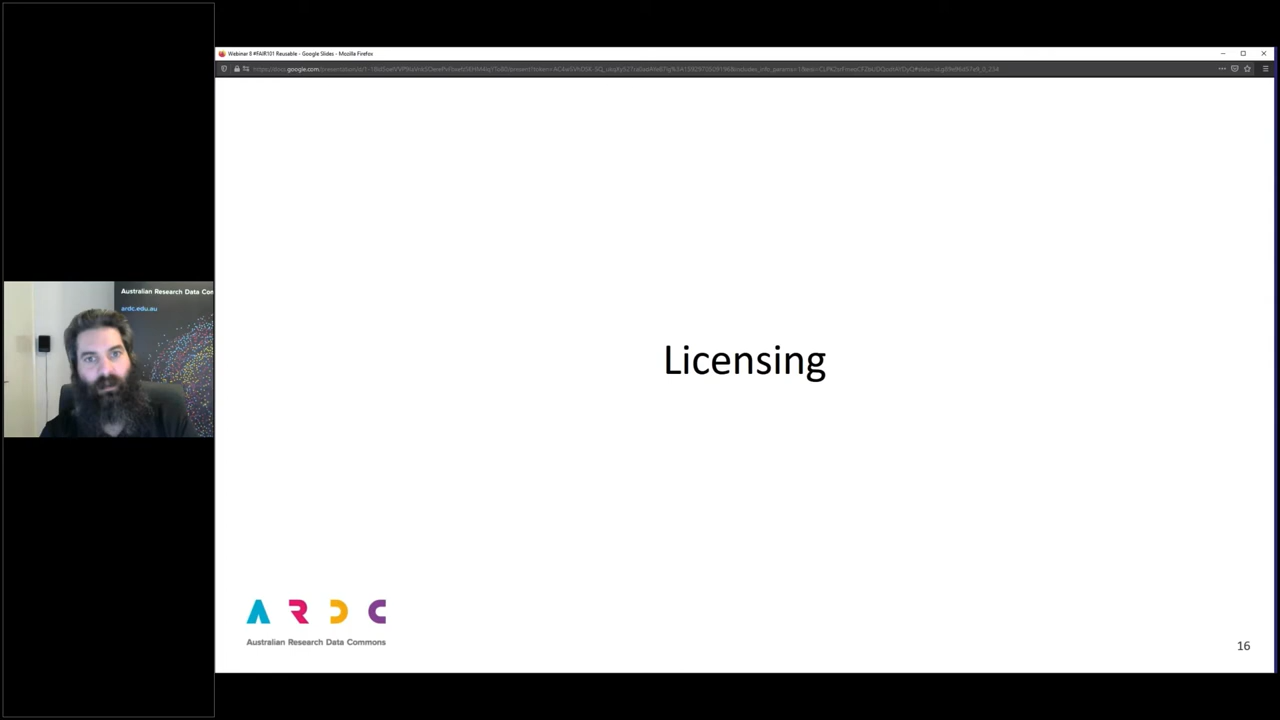 Webinar 8 #FAIR101 Reusable - Google Slides - Mozilla Firefox
Australian Research Data Com
ardc.edu.au
Licensing
ARDC
Australian Research Data Commons
16